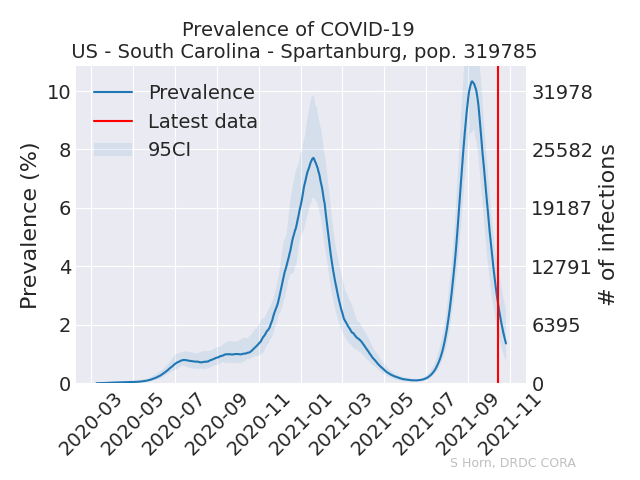 Prevalence of COVID-19
US - South Carolina - Spartanburg, pop. 319785
Prevalence
Latest data
95CI
Prevalence (%)
10
8
6
4
2
0
31978
25582
19187
12791
6395
0
# of infections
2020-03
2020-05
2020-07
2020-09
2020-11
2021-01
2021-03
2021-05
2021-07
2021-09
2021-11
S Horn, DRDC CORA